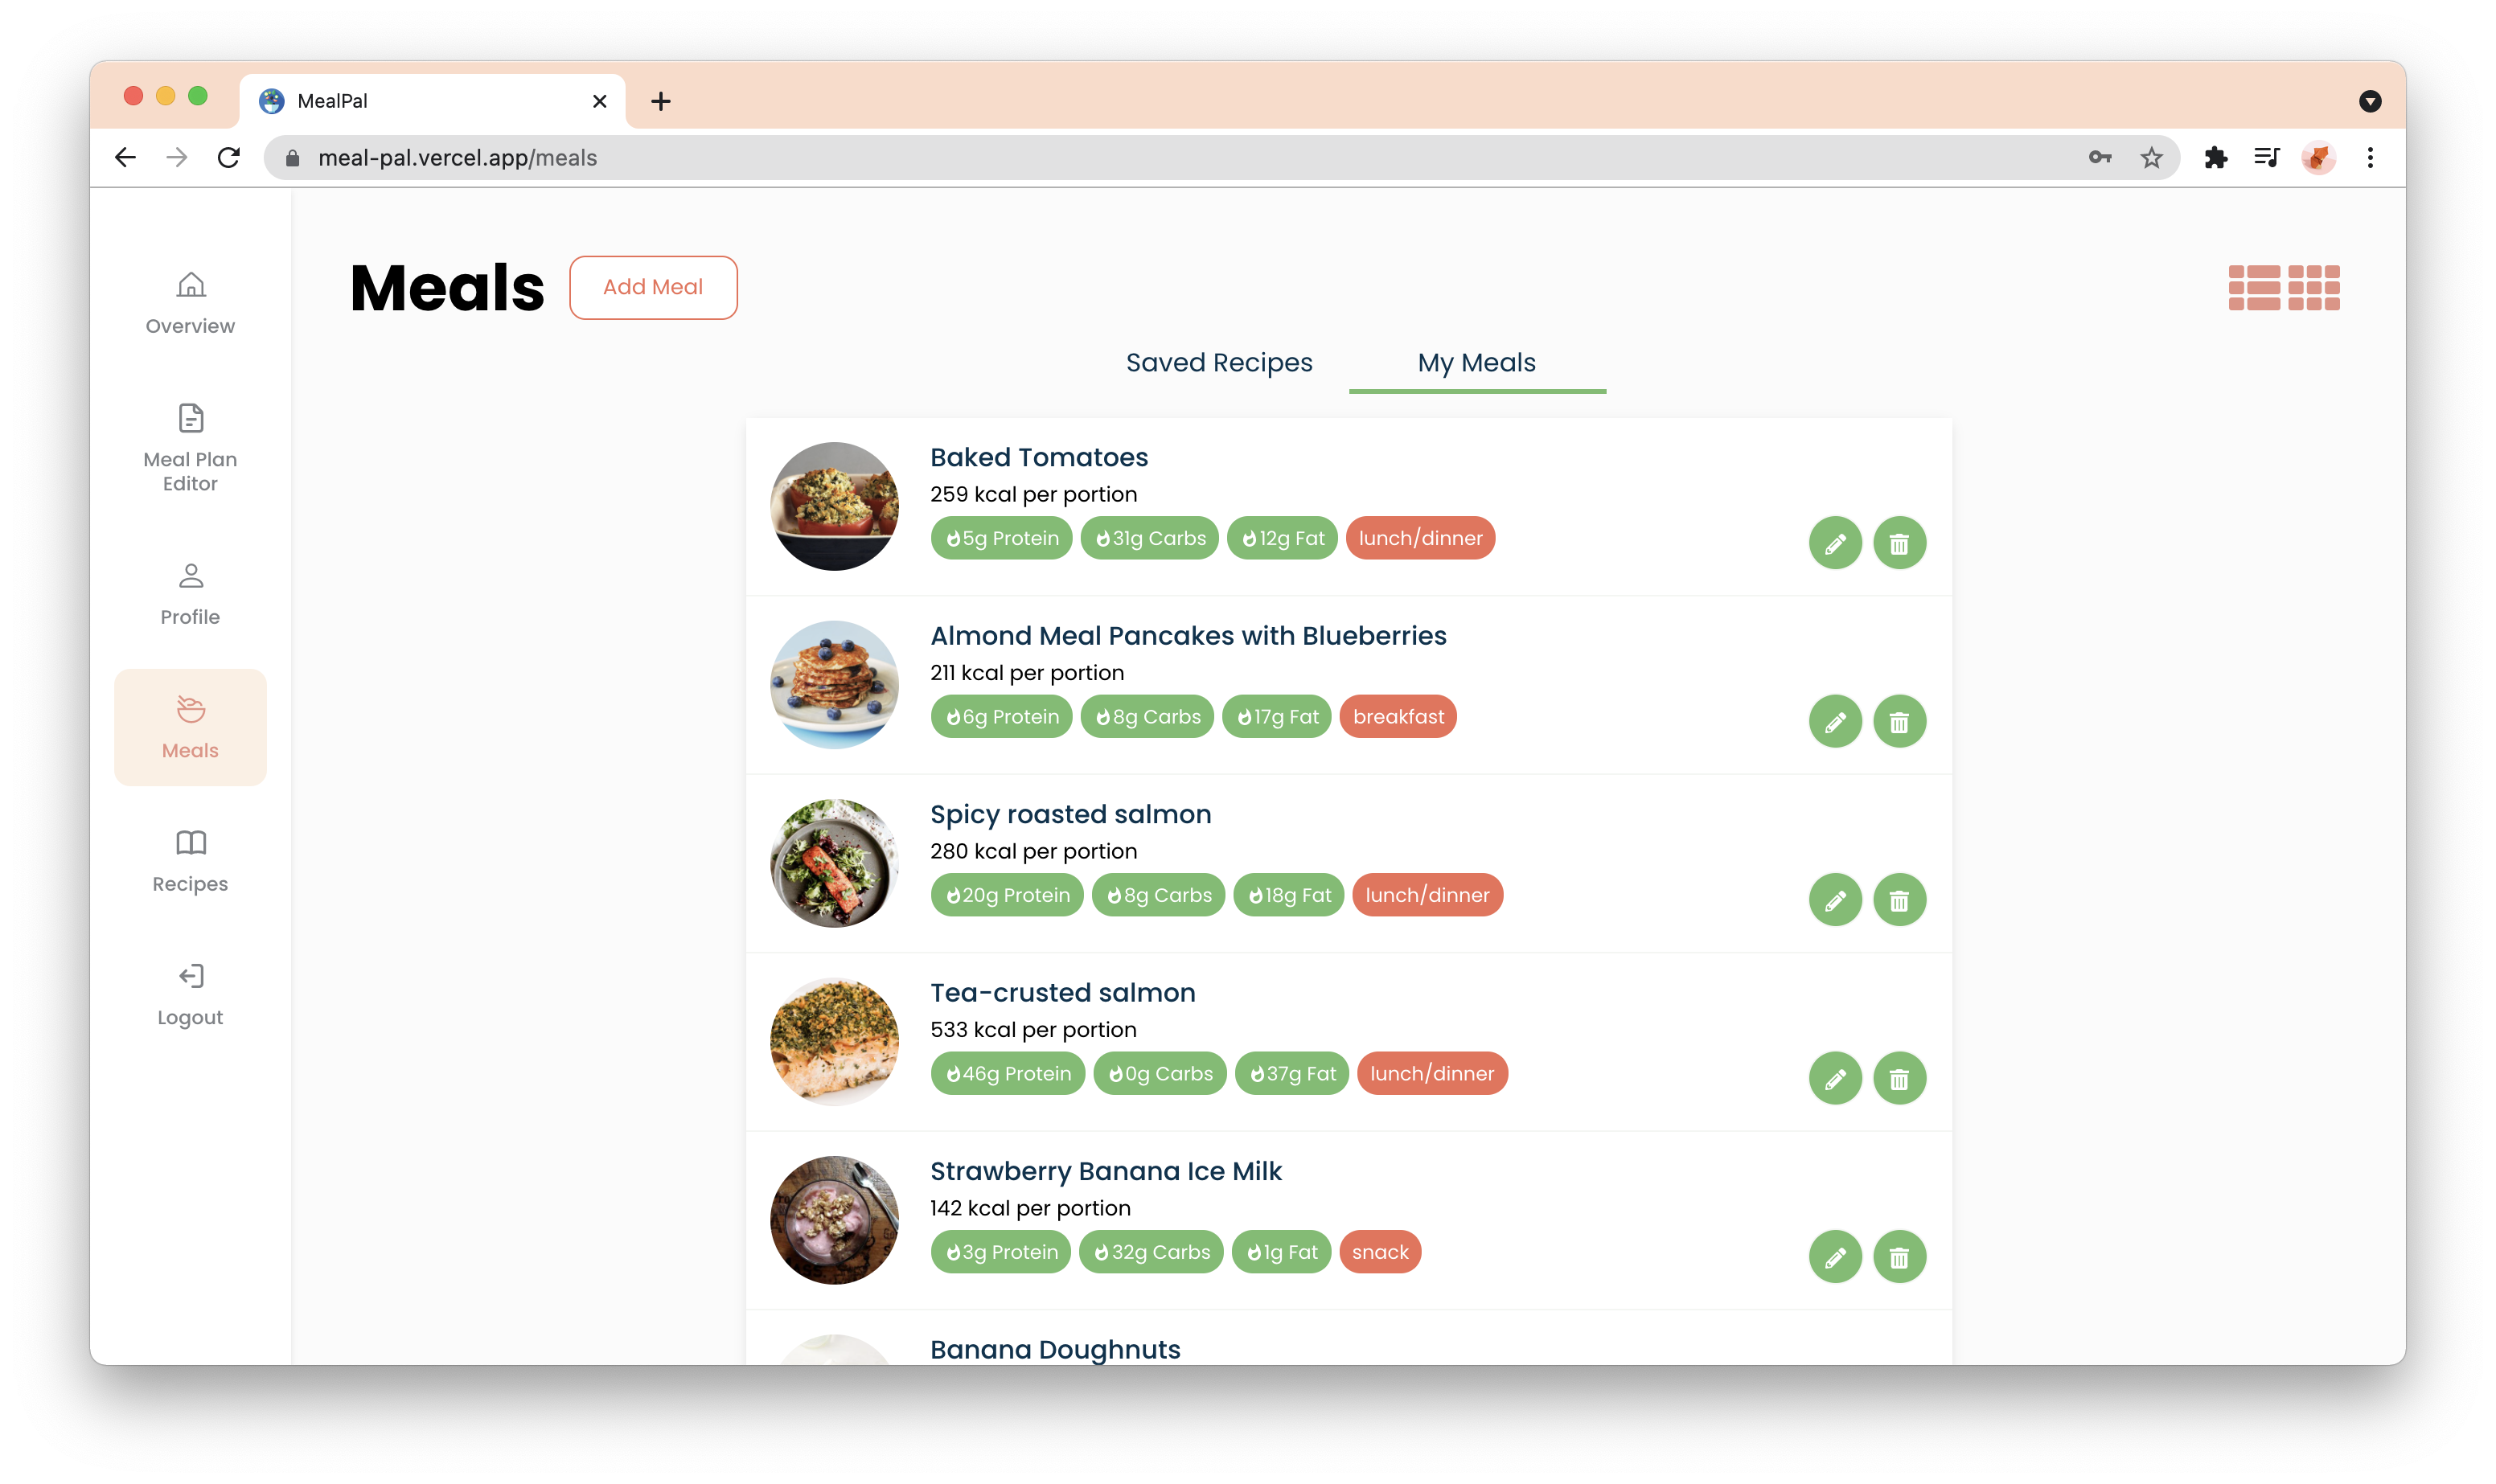 MealPal
meal-pal.vercel.app/meals
Overview
Meal Plan
Editor
Profile
Meals
Recipes
Logout
Meals
Add Meal
Saved Recipes
My Meals
Baked Tomatoes
259 kcal per portion
5g Protein 31g Carbs 12g Fat lunch/dinner
Almond Meal Pancakes with Blueberries
211 kcal per portion
6g Protein 8g Carbs 17g Fat breakfast
Spicy roasted salmon
280 kcal per portion
20g Protein 8g Carbs 18g Fat lunch/dinner
Tea-crusted salmon
533 kcal per portion
46g Protein 0g Carbs 37g Fat lunch/dinner
Strawberry Banana Ice Milk
142 kcal per portion
3g Protein 32g Carbs 1g Fat snack
Banana Doughnuts